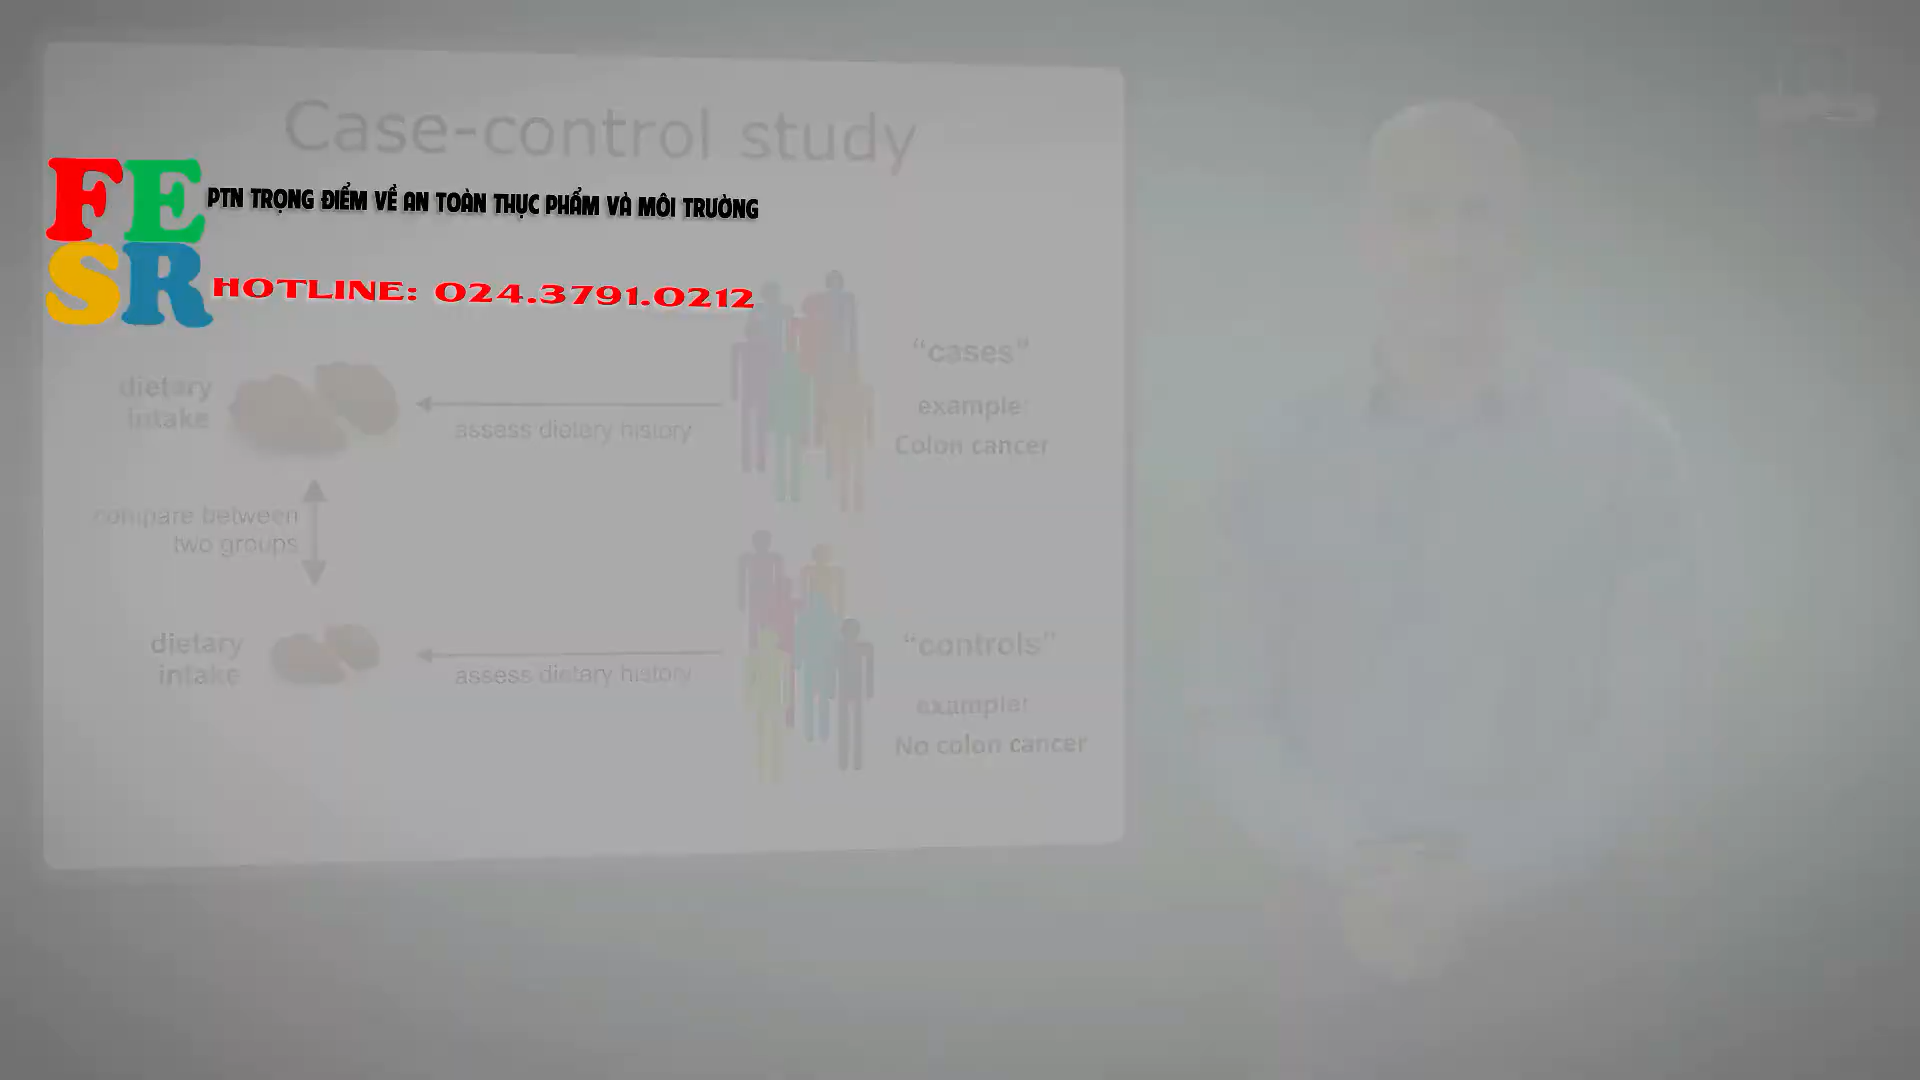 Case-control study
FE
SR
PTN TRỌNG ĐIỂM VỀ AN TOÀN THỰC PHẨM VÀ MÔI TRƯỜNG
HOTLINE: 024.3791.0212
dietary
intake
assess dietary history
“cases”
example:
Colon cancer
compare between
two groups
dietary
intake
assess dietary history
“controls”
example:
No colon cancer